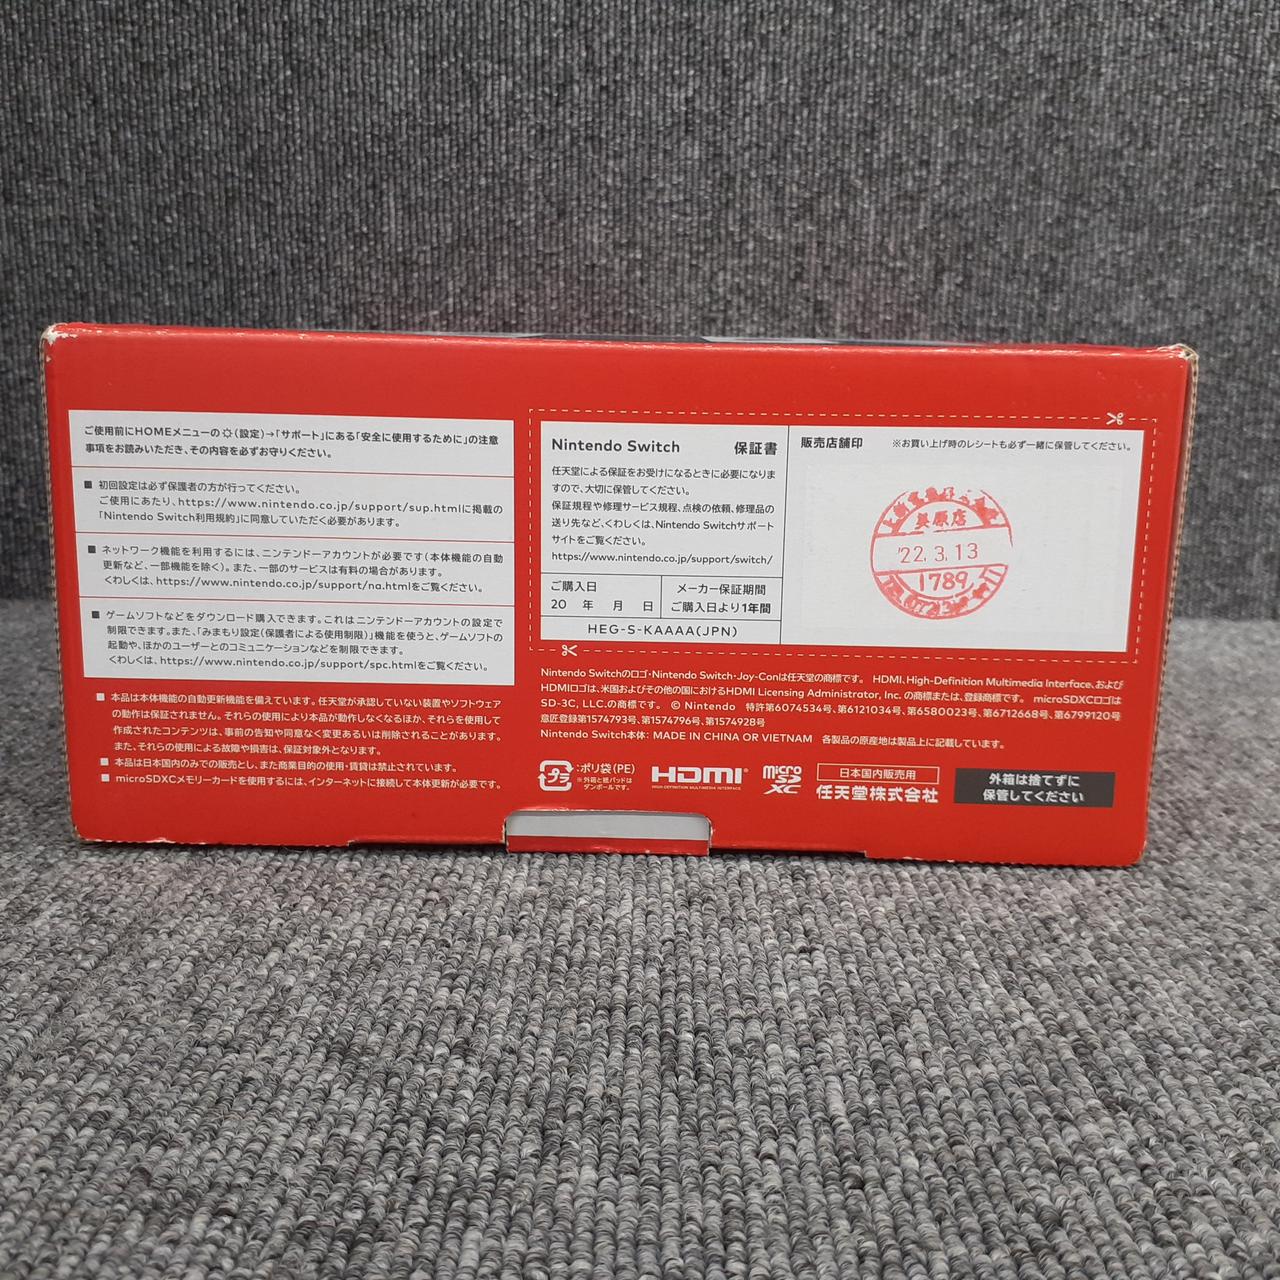 ご使用前にHOMEメニューの(設定)→「サポート」にある「安全に使用するために」の注意
事項をお読みいただき、その内容を必ずお守りください。
■ 初回設定は必ず保護者の方が行ってください。
ご使用にあたり、https://www.nintendo.co.jp/support/sup.htmlに掲載の
「Nintendo Switch利用規約」に同意していただく必要があります。
■ ネットワーク機能を利用するには、ニンテンドーアカウントが必要です(本体機能の自動
更新など、一部機能を除く)。また、一部のサービスは有料の場合があります。
くわしくは、https://www.nintendo.co.jp/support/na.htmlをご覧ください。
■ ゲームソフトなどをダウンロード購入できます。これはニンテンドーアカウントの設定で
制限できます。また、「みまもり設定(保護者による使用制限)」機能を使うと、ゲームソフトの
起動や、ほかのユーザーとのコミュニケーションなどを制限できます。
くわしくは、https://www.nintendo.co.jp/support/spc.htmlをご覧ください。
■ 本品は本体機能の自動更新機能を備えています。任天堂が承認していない装置やソフトウェア
の動作は保証されません。それらの使用により本品が動作しなくなるほか、それらを使用して
作成されたコンテンツは、事前の告知や同意なく変更あるいは削除されることがあります。
また、それらの使用による故障や損害は、保証対象外となります。
■ 本品は日本国内のみでの販売とし、また商業目的の使用・賃貸は禁止されています。
■ microSDXCメモリーカードを使用するには、インターネットに接続して本体更新が必要です。
Nintendo Switch 保証書
任天堂による保証をお受けになるときに必要になりま
すので、大切に保管してください。
保証規程や修理サービス規程、点検の依頼、修理品の
送り先など、くわしくは、Nintendo Switchサポート
サイトをご覧ください。
https://www.nintendo.co.jp/support/switch/
ご購入日
20 年 月 日
メーカー保証期間
ご購入日より1年間
HEG-S-KAAAA(JPN)
販売店舗印 ※お買い上げ時のレシートも必ず一緒に保管してください。
美原店
'22.3.13
1789
Nintendo Switchのロゴ・Nintendo Switch・Joy-Conは任天堂の商標です。 HDMI、High-Definition Multimedia Interface、および
HDMIロゴは、米国およびその他の国におけるHDMI Licensing Administrator, Inc. の商標または、登録商標です。 microSDXCロゴは
SD-3C, LLC.の商標です。 © Nintendo 特許第6074534号、第6121034号、第6580023号、第6712668号、第6799120号
意匠登録第1574793号、第1574796号、第1574928号
Nintendo Switch本体: MADE IN CHINA OR VIETNAM 各製品の原産地は製品上に記載しています。
プラ :ポリ袋(PE)
※外箱と紙パッドは
ダンボールです。
HDMI
HIGH-DEFINITION MULTIMEDIA INTERFACE
micro SD XC
日本国内販売用
任天堂株式会社
外箱は捨てずに
保管してください